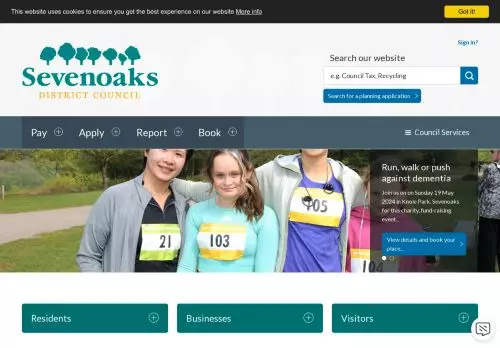 This website uses cookies to ensure you get the best experience on our website More info
Got it!
Sign in?
Sevenoaks
DISTRICT COUNCIL
Search our website
e.g. Council Tax, Recycling
Search for a planning application
Pay
Apply
Report
Book
Council Services
Run, walk or push
against dementia
Join us on on Sunday 19 May
2024 in Knole Park, Sevenoaks
for this charity, fund-raising
event...
View details and book your
place...
21
103
105
Residents
Businesses
Visitors